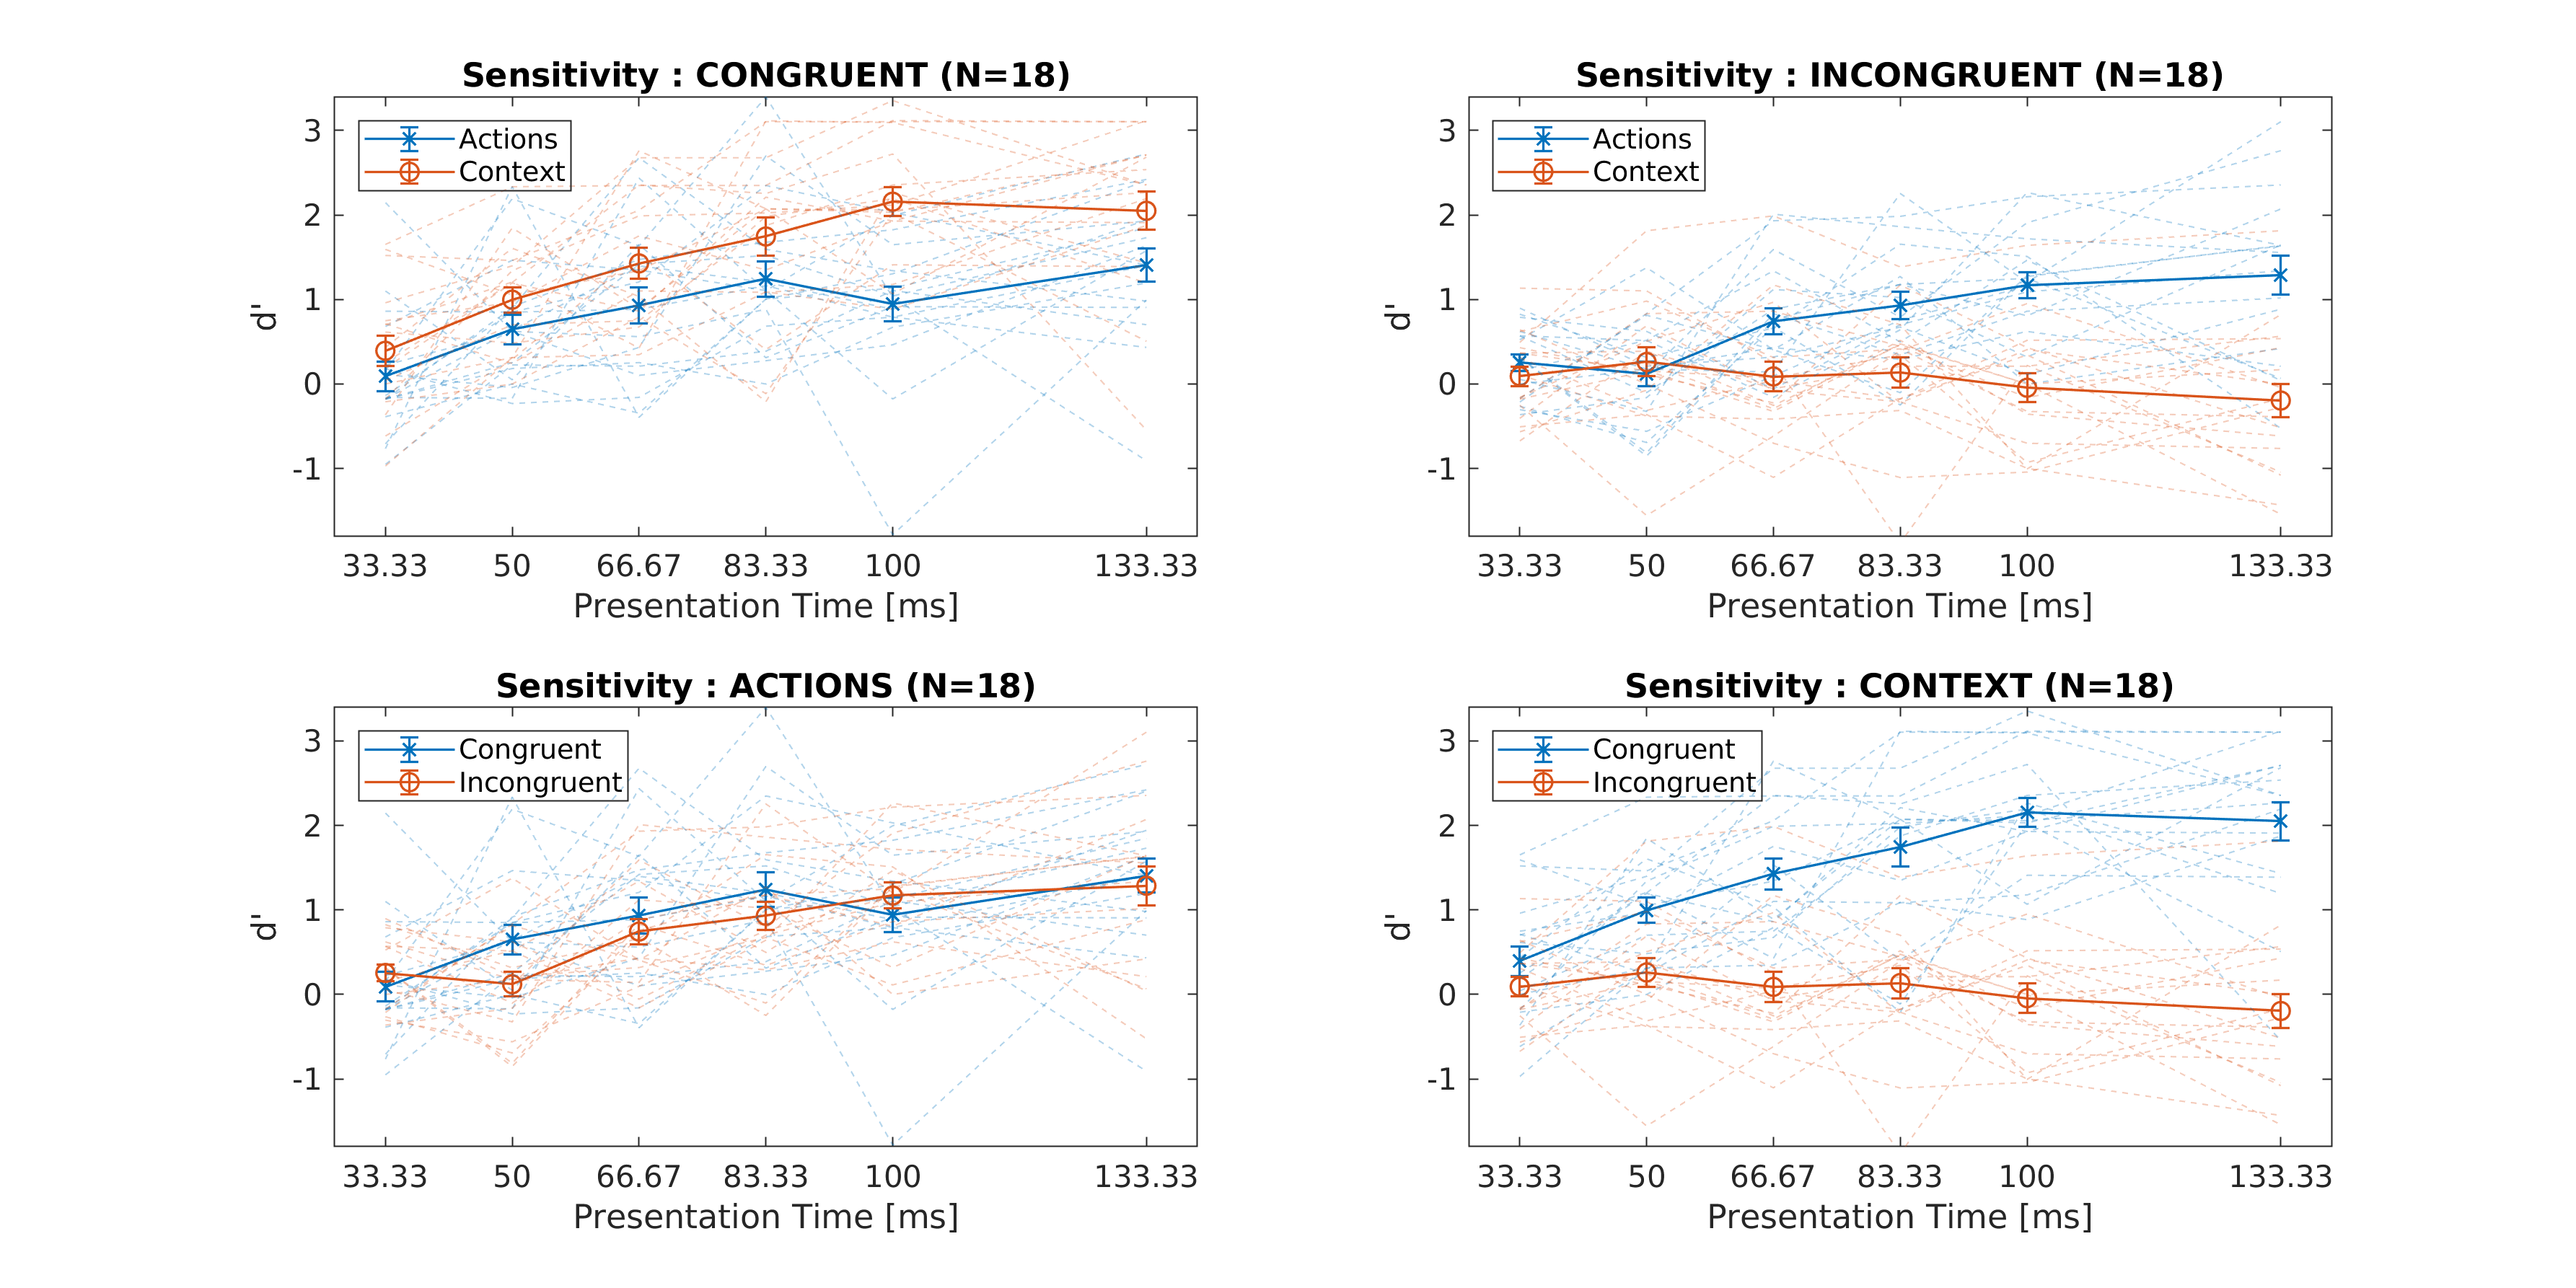 Sensitivity : CONGRUENT (N=18)
Actions
Context
3
2
1
0
-1
d'
33.33 50 66.67 83.33 100 133.33
Presentation Time [ms]
Sensitivity : INCONGRUENT (N=18)
Actions
Context
3
2
1
0
-1
d'
33.33 50 66.67 83.33 100 133.33
Presentation Time [ms]
Sensitivity : ACTIONS (N=18)
Congruent
Incongruent
3
2
1
0
-1
d'
33.33 50 66.67 83.33 100 133.33
Presentation Time [ms]
Sensitivity : CONTEXT (N=18)
Congruent
Incongruent
3
2
1
0
-1
d'
33.33 50 66.67 83.33 100 133.33
Presentation Time [ms]